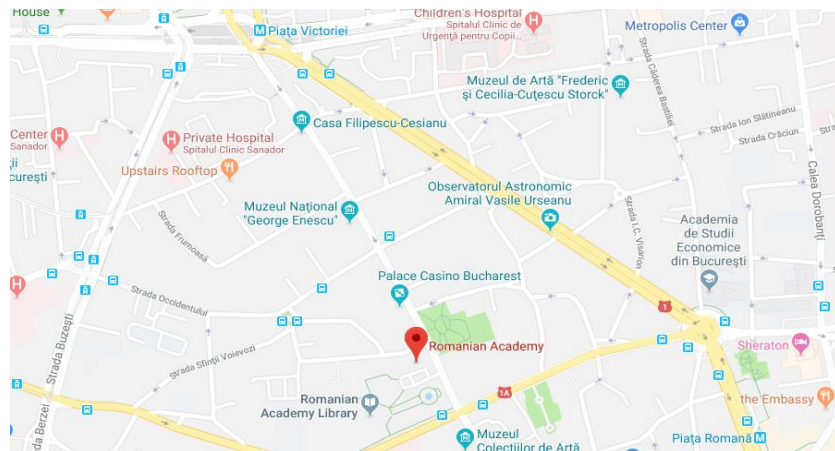 House
Children's Hospital
Spitalul Clinic de
Urgență pentru Copii...
Metropolis Center
Piața Victoriei
Strada Căderea Bastiliei
Muzeul de Artă "Frederic
și Cecilia-Cuțescu Storck"
Strada Ion Slătineanu
Strada Crăciun
Casa Filipescu-Cesianu
Center
Sanador
Private Hospital
Spitalul Clinic Sanador
Upstairs Rooftop
ții
curești
Calea Dorobanți
Observatorul Astronomic
Amiral Vasile Urseanu
Muzeul Național
"George Enescu"
Strada I.C. Visarion
Academia
de Studii
Economice
din București
Strada Frumoasă
Palace Casino Bucharest
Strada Occidentului
1
Strada Buzești
Romanian Academy
Sheraton
Strada Sfinții Voievozi
1A
Romanian
Academy Library
the Embassy
da Berzei
Muzeul
Colecțiilor de Artă
Piața Romană